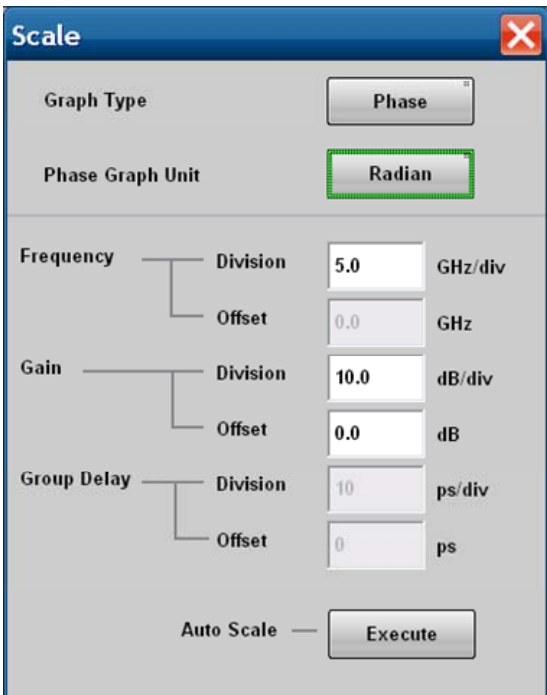 Scale
Graph Type Phase
Phase Graph Unit Radian
Frequency Division 5.0 GHz/div
Offset 0.0 GHz
Gain Division 10.0 dB/div
Offset 0.0 dB
Group Delay Division 10 ps/div
Offset 0 ps
Auto Scale Execute